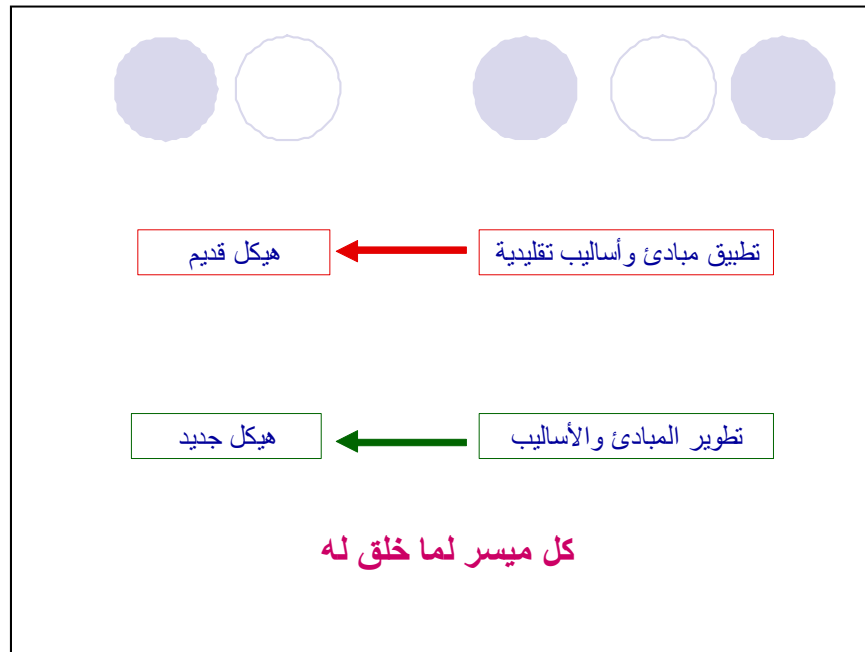 تطبيق مبادئ وأساليب تقليدية
هيكل قديم
تطوير المبادئ والأساليب
هيكل جديد
كل ميسر لما خلق له